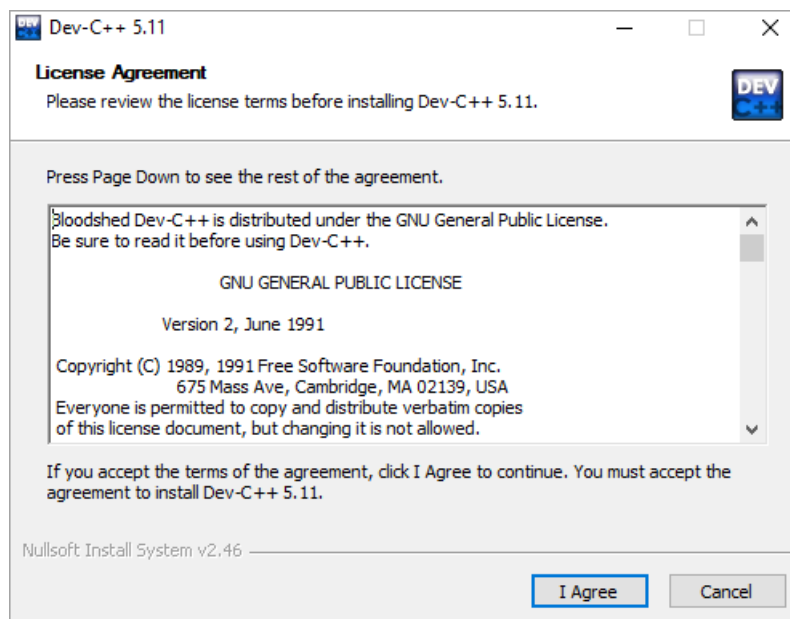 Dev-C++ 5.11
License Agreement
Please review the license terms before installing Dev-C++ 5.11.
DEV
C++
Press Page Down to see the rest of the agreement.
Bloodshed Dev-C++ is distributed under the GNU General Public License.
Be sure to read it before using Dev-C++.
GNU GENERAL PUBLIC LICENSE
Version 2, June 1991
Copyright (C) 1989, 1991 Free Software Foundation, Inc.
675 Mass Ave, Cambridge, MA 02139, USA
Everyone is permitted to copy and distribute verbatim copies
of this license document, but changing it is not allowed.
If you accept the terms of the agreement, click I Agree to continue. You must accept the
agreement to install Dev-C++ 5.11.
Nullsoft Install System v2.46
I Agree
Cancel